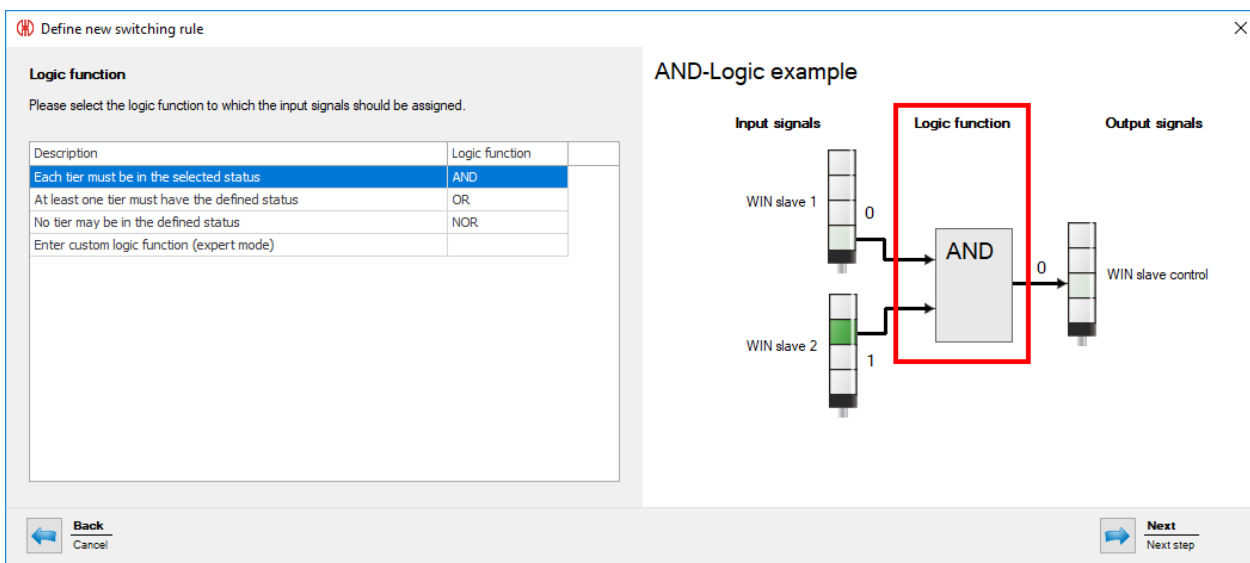 Define new switching rule
Logic function
Please select the logic function to which the input signals should be assigned.
Description Logic function
Each tier must be in the selected status AND
At least one tier must have the defined status OR
No tier may be in the defined status NOR
Enter custom logic function (expert mode)
AND-Logic example
Input signals Logic function Output signals
WIN slave 1
0
AND
0
WIN slave control
WIN slave 2
1
Back
Cancel
Next
Next step